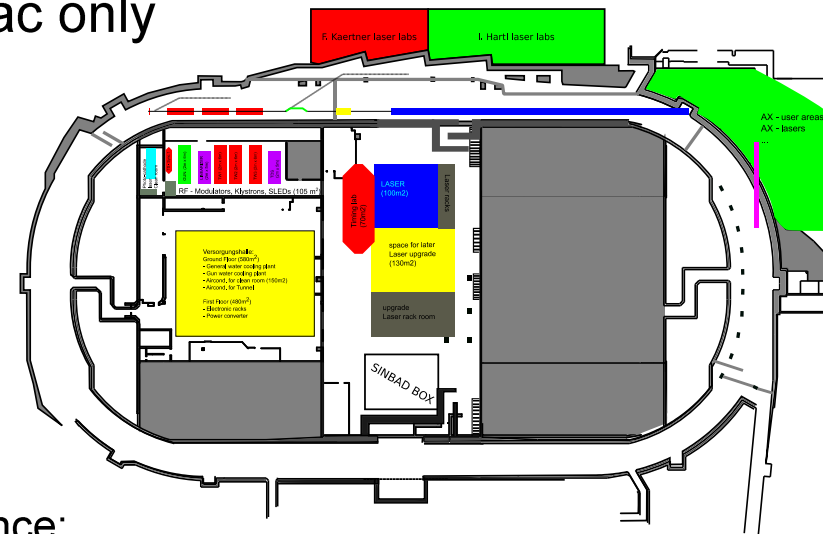 ac only
F. Kaertner laser labs
I. Hartl laser labs
AX - user areas
AX - lasers
...
RF - Modulators, Klystrons, SLEDs (105 m²)
Timing lab
(70m2)
LASER
(100m2)
Laser racks
space for later
Laser upgrade
(130m2)
upgrade
Laser rack room
Versorgungshalle:
Ground Floor (580m²)
- General water cooling plant
- Gun water cooling plant
- Aircond. for clean room (150m2)
- Aircond. for Tunnel
First Floor (480m²)
- Electronic racks
- Power converter
SINBAD BOX
nce: